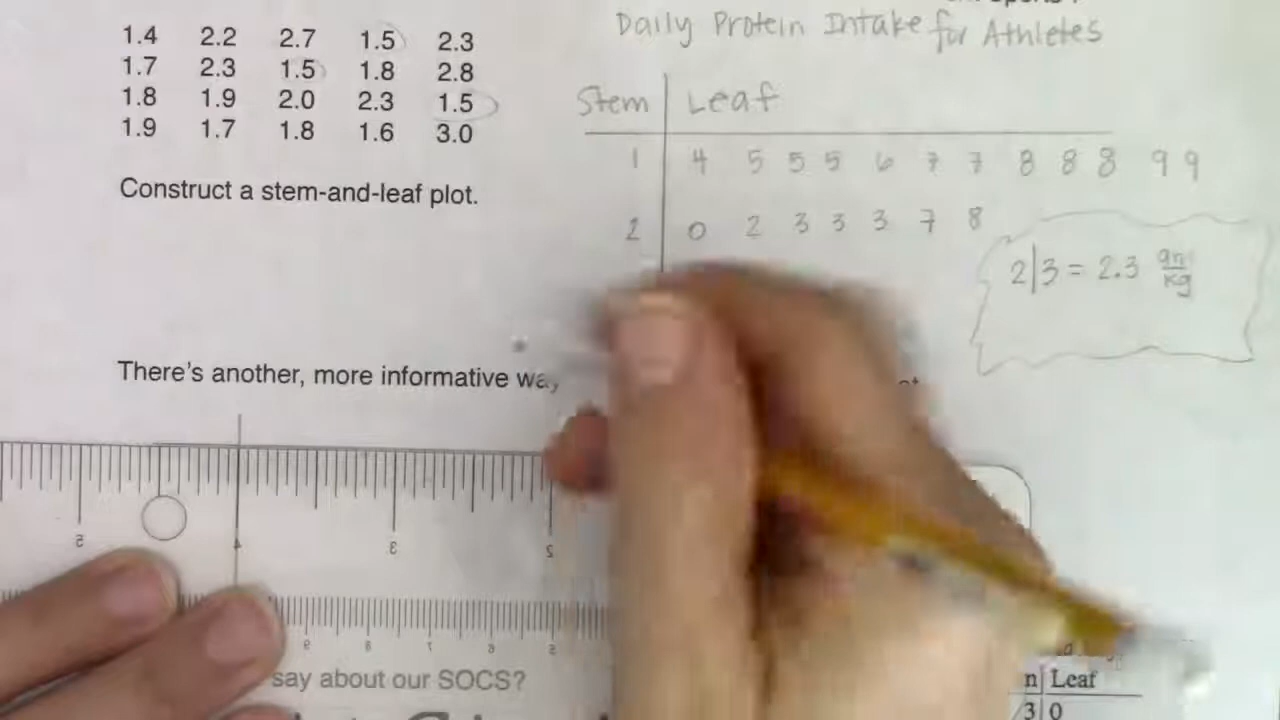 1.4 2.2 2.7 1.5 2.3
1.7 2.3 1.5 1.8 2.8
1.8 1.9 2.0 2.3 1.5
1.9 1.7 1.8 1.6 3.0
Construct a stem-and-leaf plot.
Daily Protein Intake for Athletes
Stem Leaf
1 4 5 5 5 6 7 7 8 8 8 9 9
2 0 2 3 3 3 7 8
2|3 = 2.3 gm/kg
There's another, more informative
5 4 3 2
say about our SOCS?
Leaf
3 0